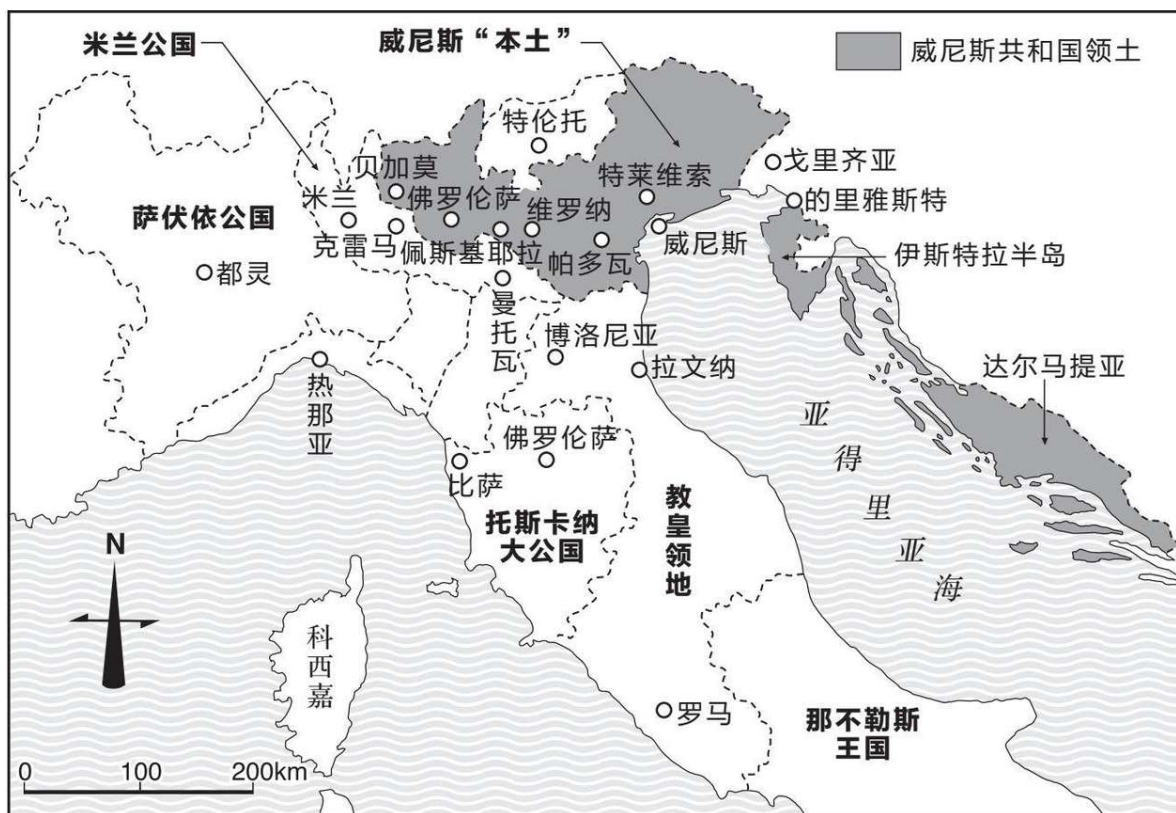 米兰公国
威尼斯“本土”
威尼斯共和国领土
特伦托
戈里齐亚
贝加莫
特莱维索
米兰
佛罗伦萨
维罗纳
的里雅斯特
萨伏依公国
克雷马
佩斯基耶拉
帕多瓦
威尼斯
伊斯特拉半岛
都灵
曼托瓦
博洛尼亚
拉文纳
达尔马提亚
热那亚
佛罗伦萨
比萨
亚得里亚海
托斯卡纳
大公国
教皇领地
N
科西嘉
罗马
那不勒斯
王国
0 100 200km